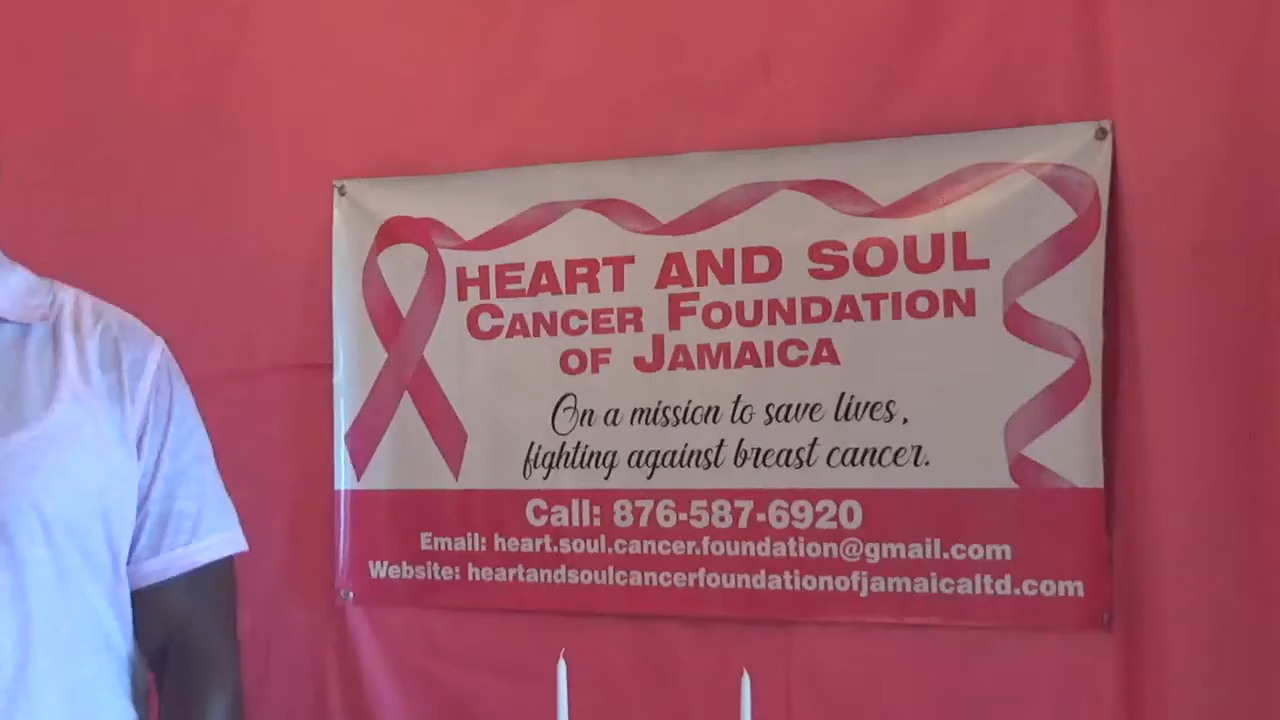 HEART AND SOUL
CANCER FOUNDATION
OF JAMAICA
On a mission to save lives,
fighting against breast cancer.
Call: 876-587-6920
Email: heart.soul.cancer.foundation@gmail.com
Website: heartandsoulcancerfoundationofjamaicaltd.com